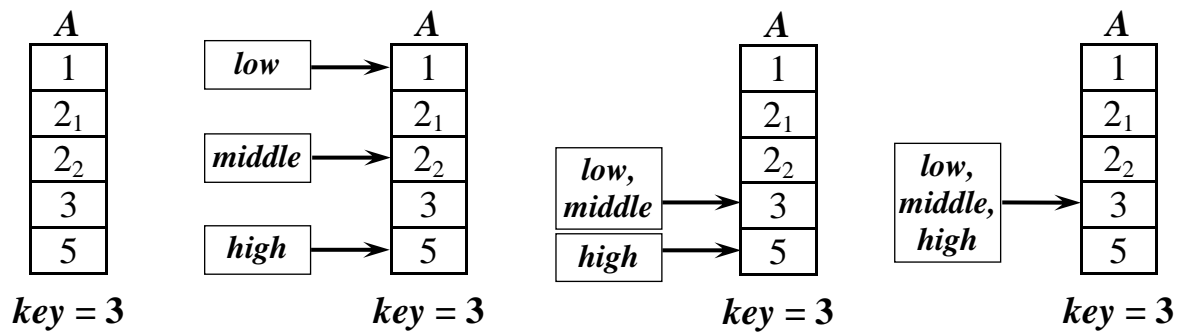 A
1
2₁
2₂
3
5
key = 3
A
low
middle
high
1
2₁
2₂
3
5
key = 3
A
low,
middle
high
1
2₁
2₂
3
5
key = 3
A
low,
middle,
high
1
2₁
2₂
3
5
key = 3